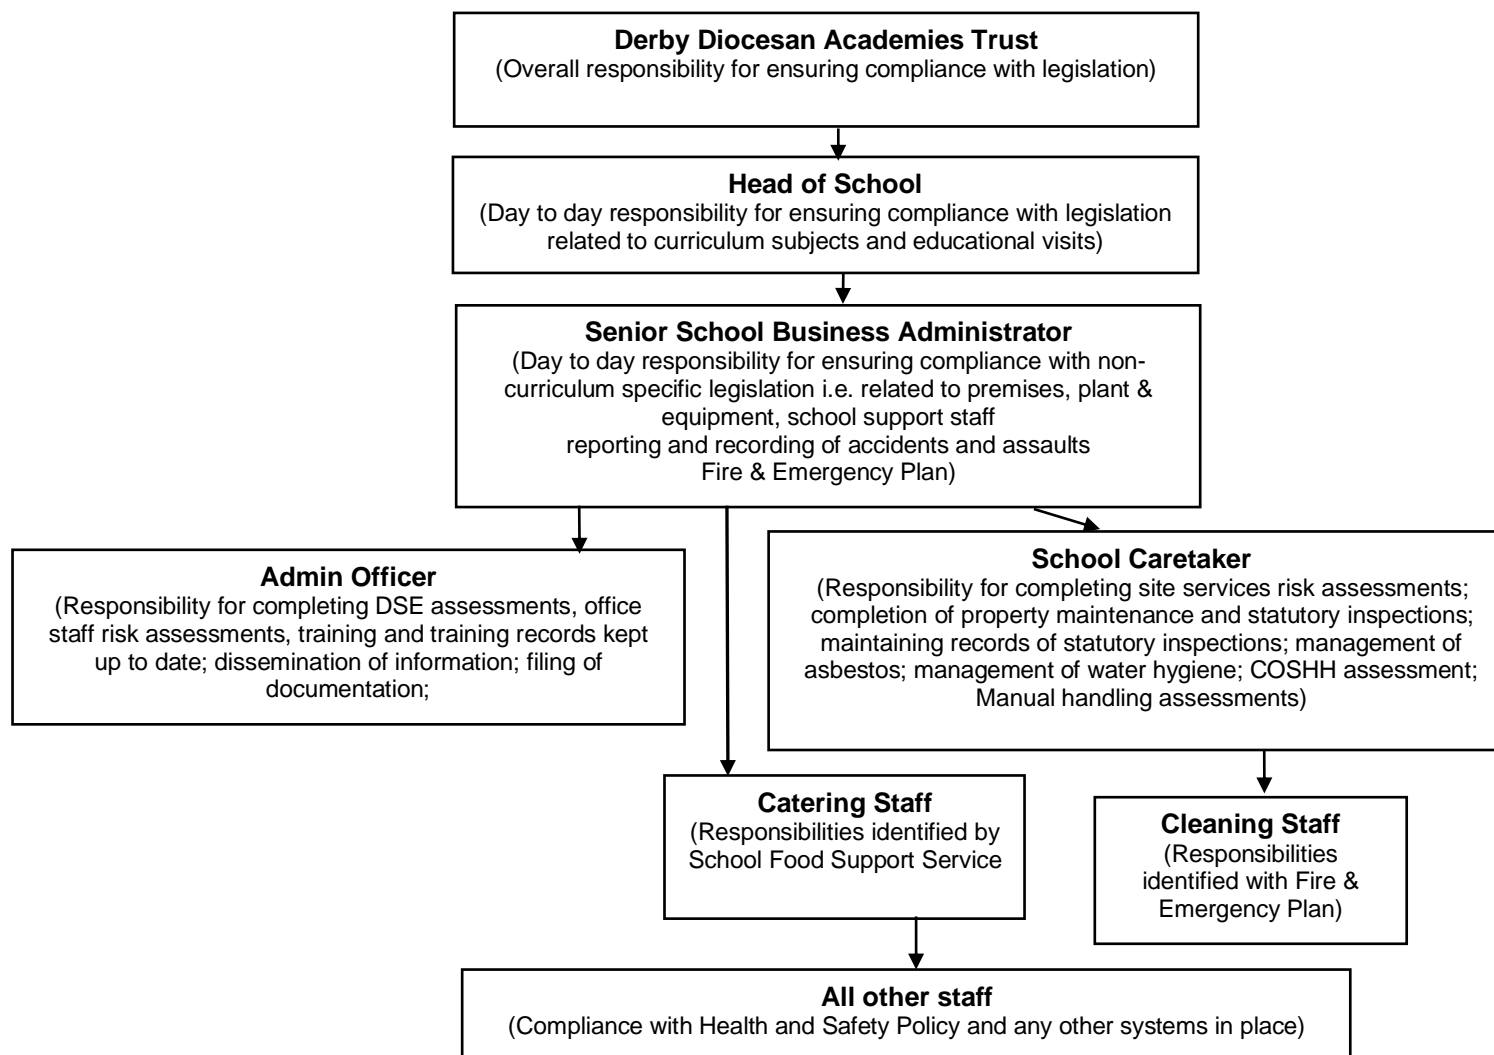 Derby Diocesan Academies Trust
(Overall responsibility for ensuring compliance with legislation)
Head of School
(Day to day responsibility for ensuring compliance with legislation
related to curriculum subjects and educational visits)
Senior School Business Administrator
(Day to day responsibility for ensuring compliance with non-
curriculum specific legislation i.e. related to premises, plant &
equipment, school support staff
reporting and recording of accidents and assaults
Fire & Emergency Plan)
Admin Officer
(Responsibility for completing DSE assessments, office
staff risk assessments, training and training records kept
up to date; dissemination of information; filing of
documentation;
School Caretaker
(Responsibility for completing site services risk assessments;
completion of property maintenance and statutory inspections;
maintaining records of statutory inspections; management of
asbestos; management of water hygiene; COSHH assessment;
Manual handling assessments)
Catering Staff
(Responsibilities identified by
School Food Support Service
Cleaning Staff
(Responsibilities
identified with Fire &
Emergency Plan)
All other staff
(Compliance with Health and Safety Policy and any other systems in place)